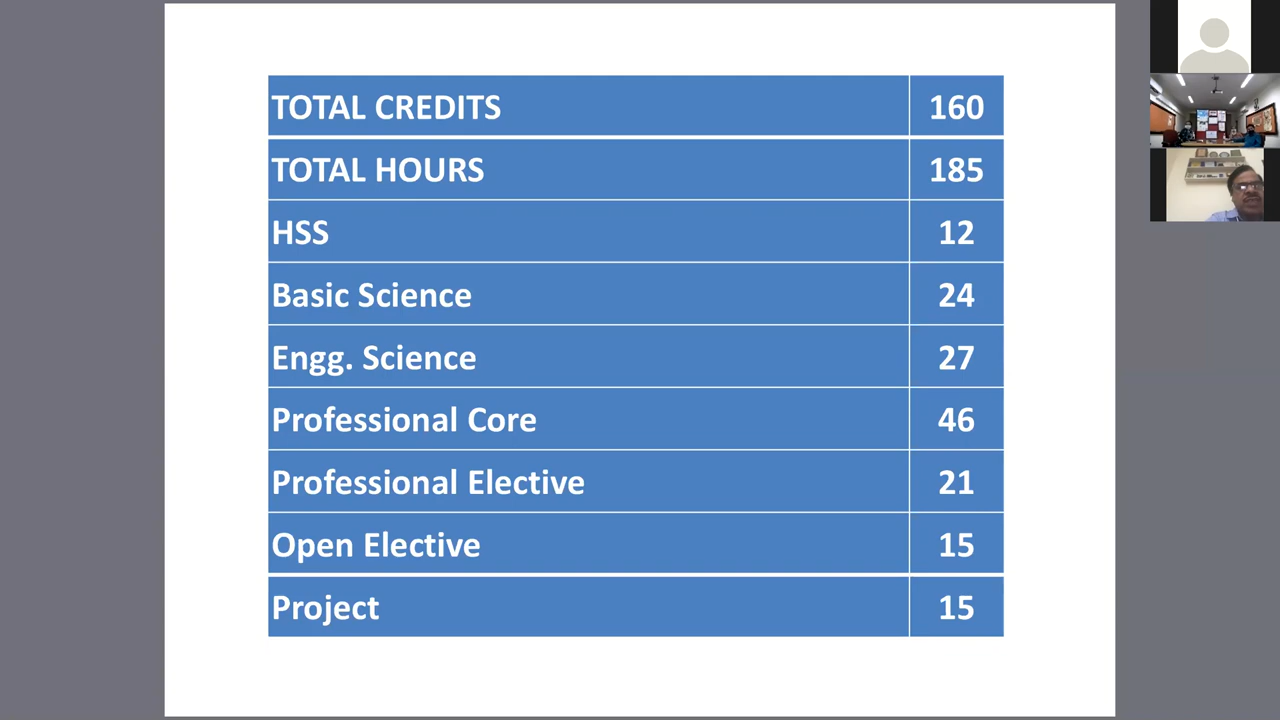 TOTAL CREDITS 160
TOTAL HOURS 185
HSS 12
Basic Science 24
Engg. Science 27
Professional Core 46
Professional Elective 21
Open Elective 15
Project 15